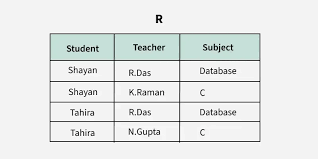 R
Student Teacher Subject
Shayan R.Das Database
Shayan K.Raman C
Tahira R.Das Database
Tahira N.Gupta C